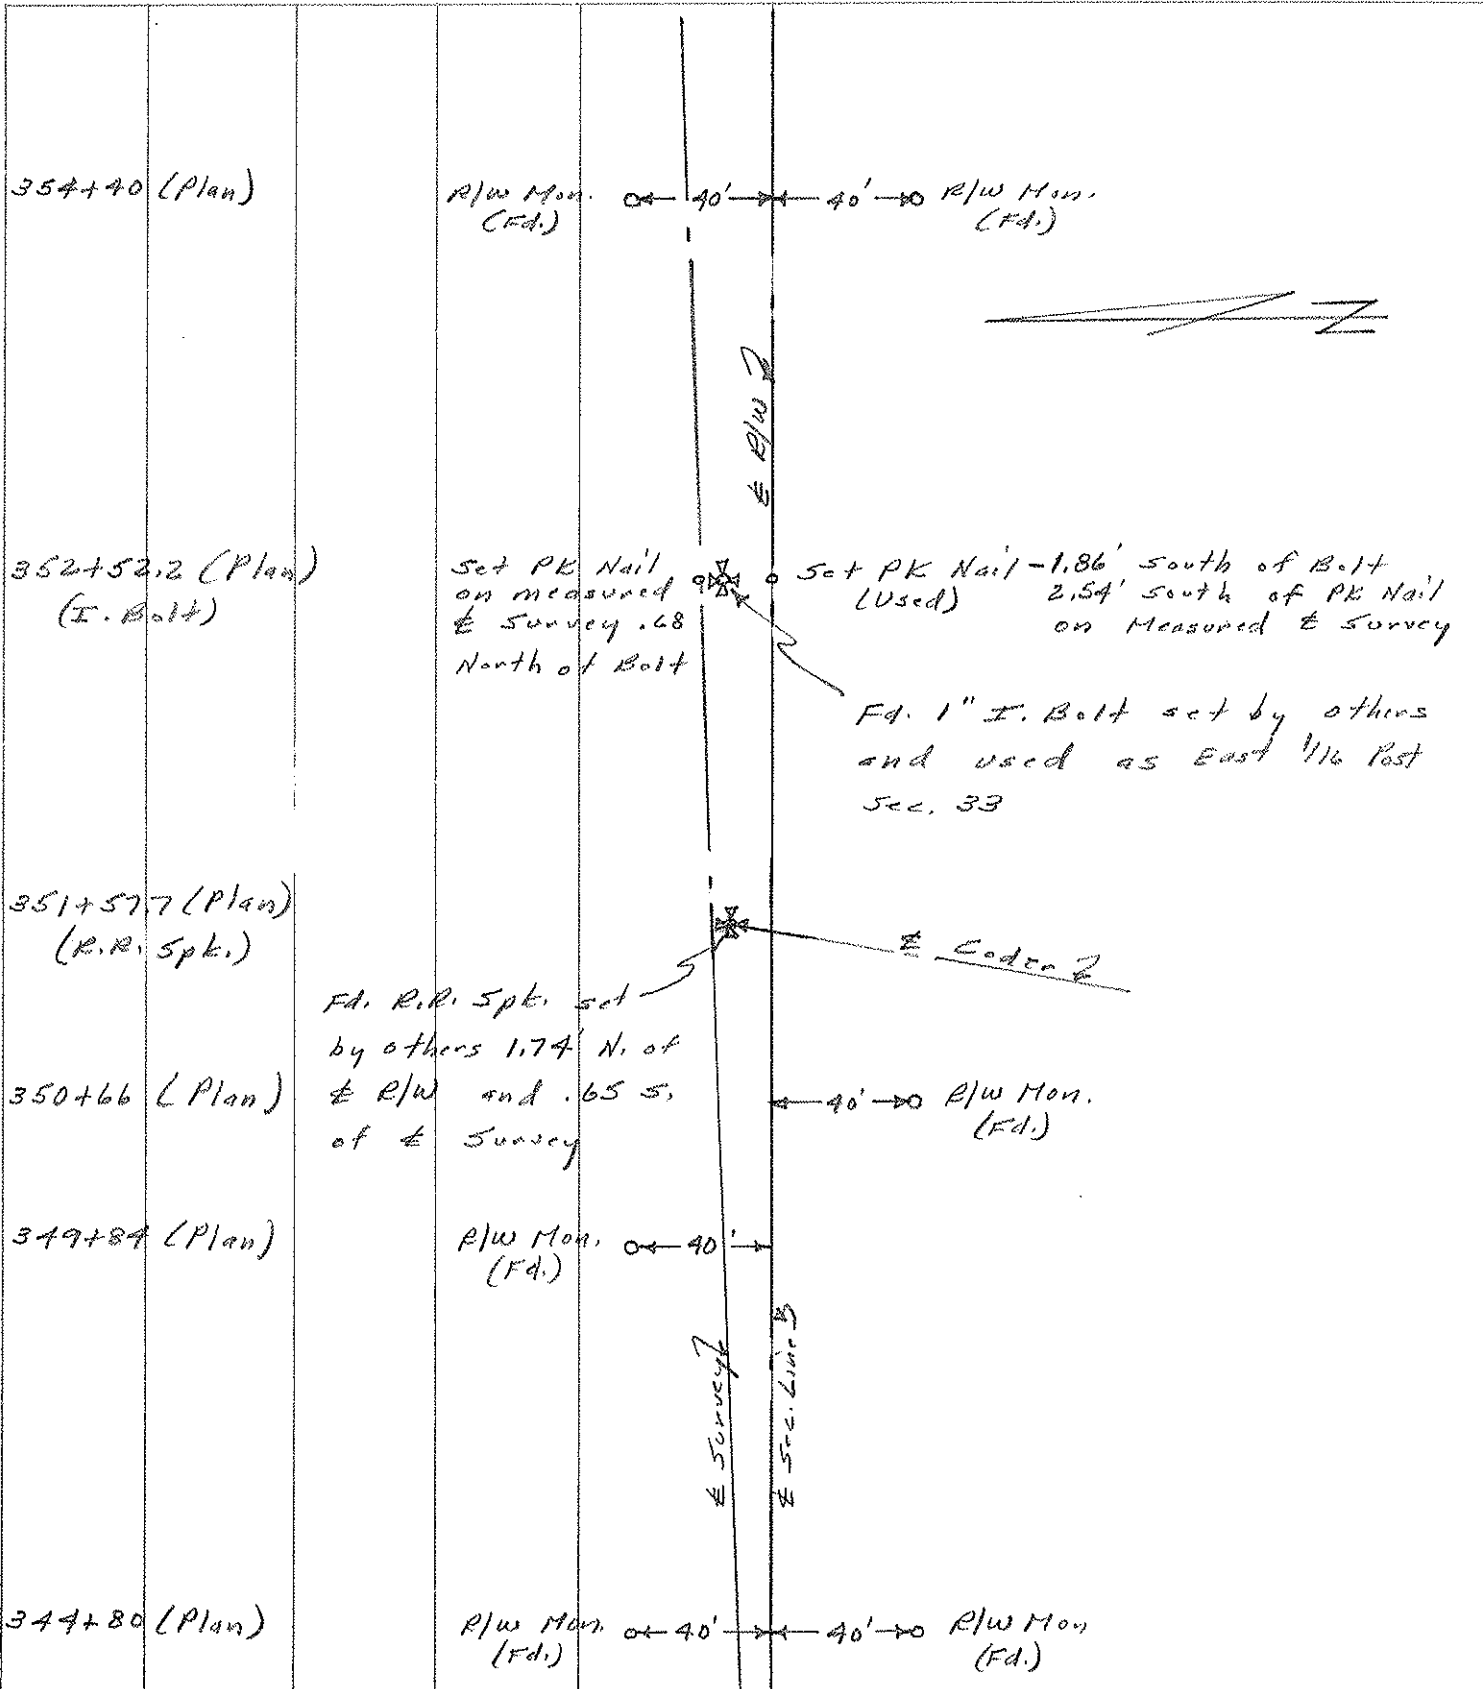 354+40 (Plan)
R/W Mon.
(Fd.)
40'
40'
R/W Mon.
(Fd.)
N
℄ R/W
352+52.2 (Plan)
(I. Bolt)
Set PK Nail
on measured
℄ Survey .68
North of Bolt
Set PK Nail - 1.86' South of Bolt
(Used) 2.54' South of PK Nail
on Measured ℄ Survey
Fd. 1" I. Bolt set by others
and used as East 1/16 Post
Sec. 33
351+57.7 (Plan)
(R.R. Spk.)
℄ Coder
Fd. R.R. Spk. set
by others 1.74' N. of
℄ R/W and .65 S.
of ℄ Survey
350+66 (Plan)
40'
R/W Mon.
(Fd.)
349+84 (Plan)
R/W Mon.
(Fd.)
40'
℄ Survey
℄ Sec. Line
344+80 (Plan)
R/W Mon.
(Fd.)
40'
40'
R/W Mon
(Fd.)